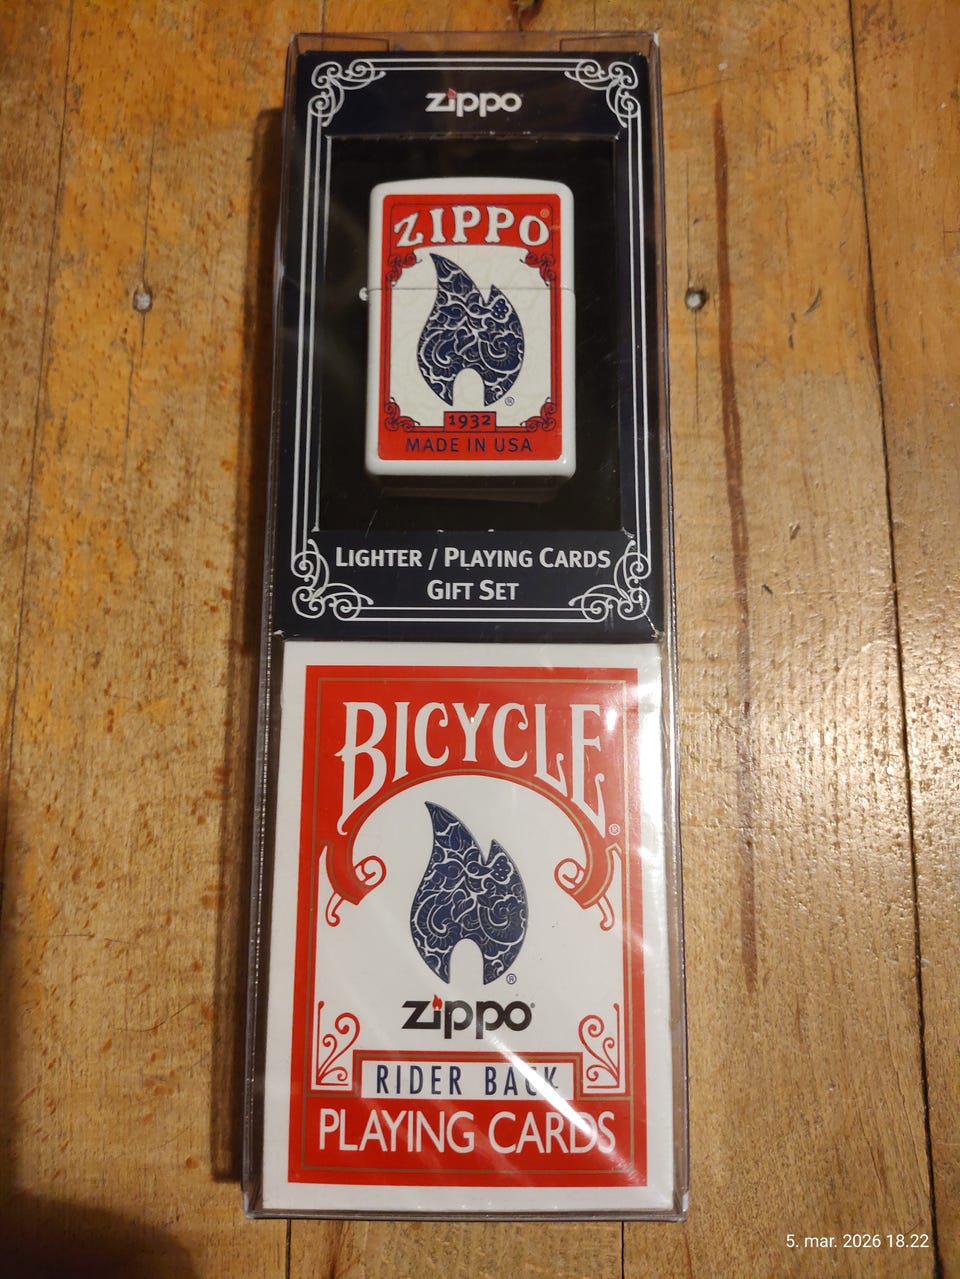 zippo
ZIPPO®
®
1932
MADE IN USA
LIGHTER / PLAYING CARDS
GIFT SET
BICYCLE®
®
zippo®
RIDER BACK
PLAYING CARDS
5. mar. 2026 18.22